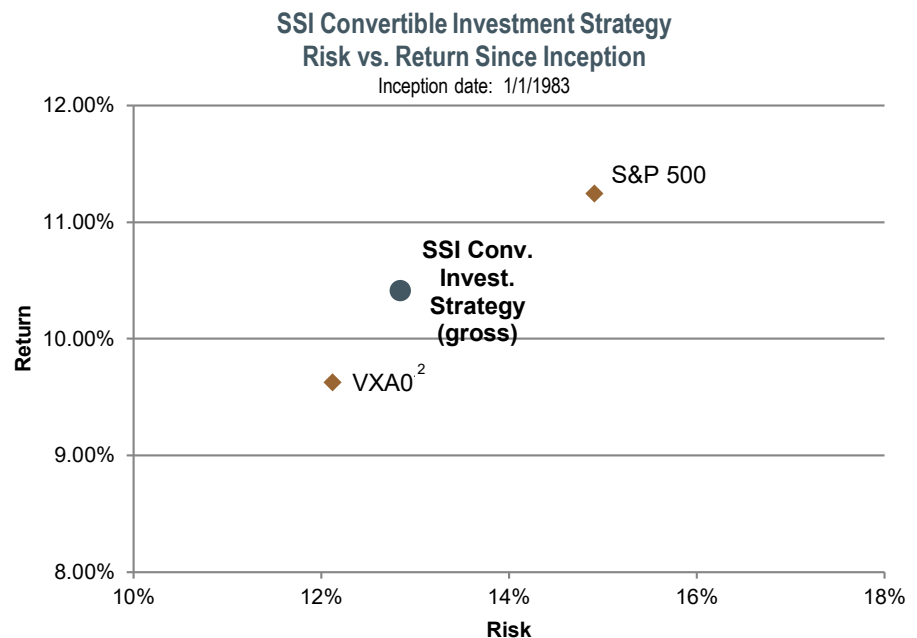 SSI Convertible Investment Strategy
Risk vs. Return Since Inception
Inception date: 1/1/1983
12.00%
S&P 500
11.00%
SSI Conv.
Invest.
Strategy
(gross)
10.00%
Return
VXA0.²
9.00%
8.00%
10%
12%
14%
16%
18%
Risk